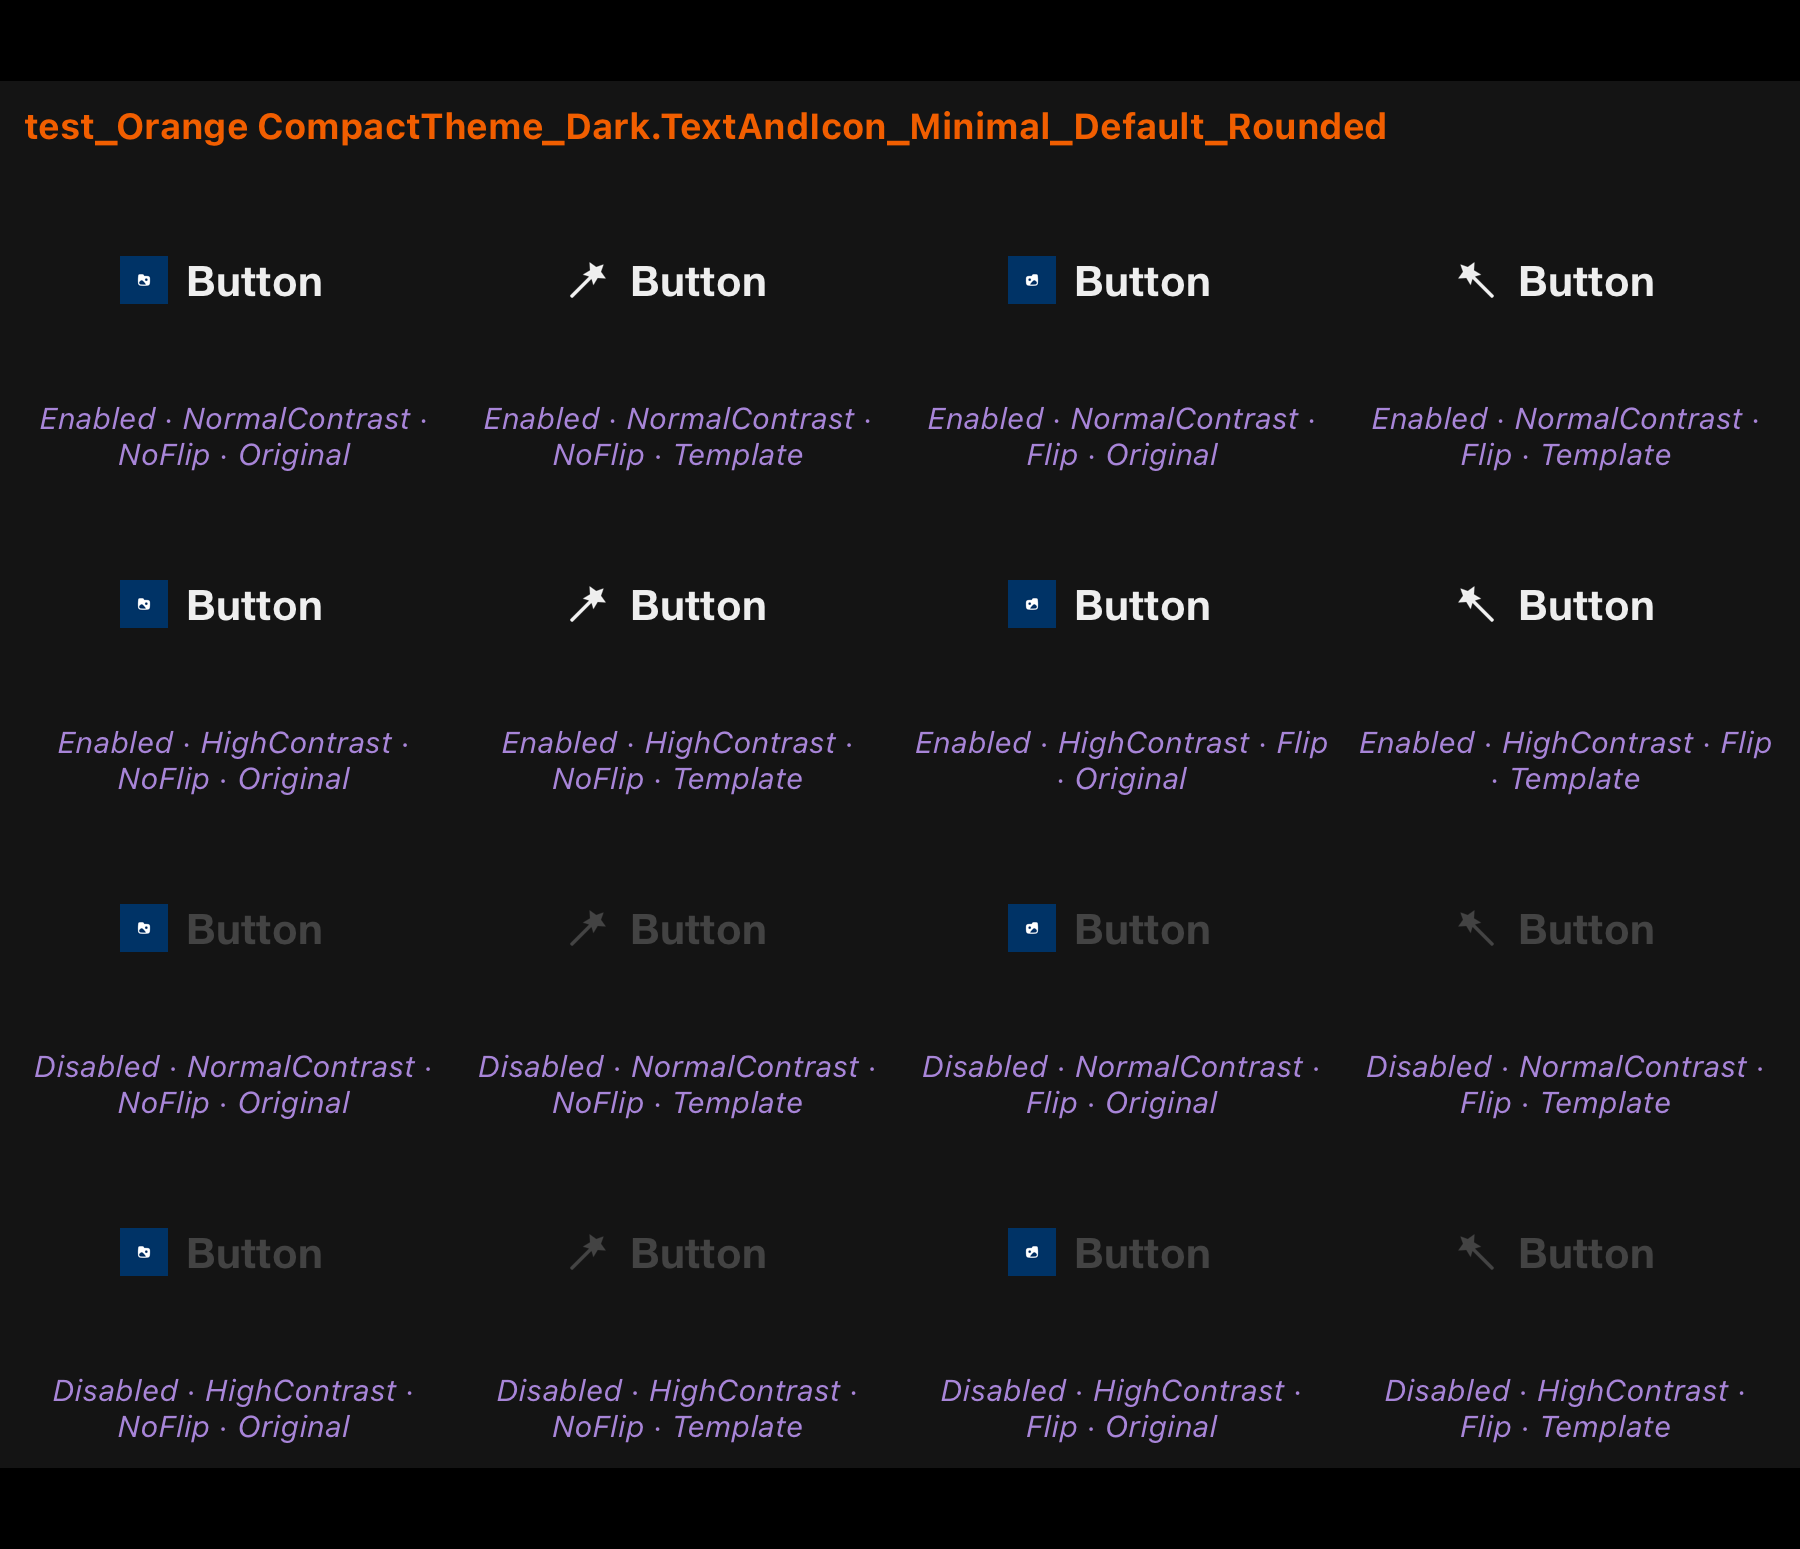 test_Orange CompactTheme_Dark.TextAndIcon_Minimal_Default_Rounded
Button
Button
Button
Button
Enabled · NormalContrast ·
NoFlip · Original
Enabled · NormalContrast ·
NoFlip · Template
Enabled · NormalContrast ·
Flip · Original
Enabled · NormalContrast ·
Flip · Template
Button
Button
Button
Button
Enabled · HighContrast ·
NoFlip · Original
Enabled · HighContrast ·
NoFlip · Template
Enabled · HighContrast · Flip
· Original
Enabled · HighContrast · Flip
· Template
Button
Button
Button
Button
Disabled · NormalContrast ·
NoFlip · Original
Disabled · NormalContrast ·
NoFlip · Template
Disabled · NormalContrast ·
Flip · Original
Disabled · NormalContrast ·
Flip · Template
Button
Button
Button
Button
Disabled · HighContrast ·
NoFlip · Original
Disabled · HighContrast ·
NoFlip · Template
Disabled · HighContrast ·
Flip · Original
Disabled · HighContrast ·
Flip · Template